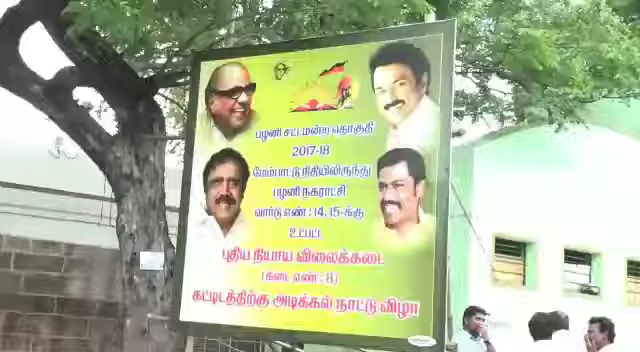 பழனி சட்டமன்ற தொகுதி
2017-18
மேம்பாட்டு நிதியிலிருந்து
பழனி நகராட்சி
வார்டு எண் : 14, 15-க்கு
உட்பட்ட
புதிய நியாய விலைக்கடை
(கடை எண் : 8)
கட்டிடத்திற்கு அடிக்கல் நாட்டு விழா